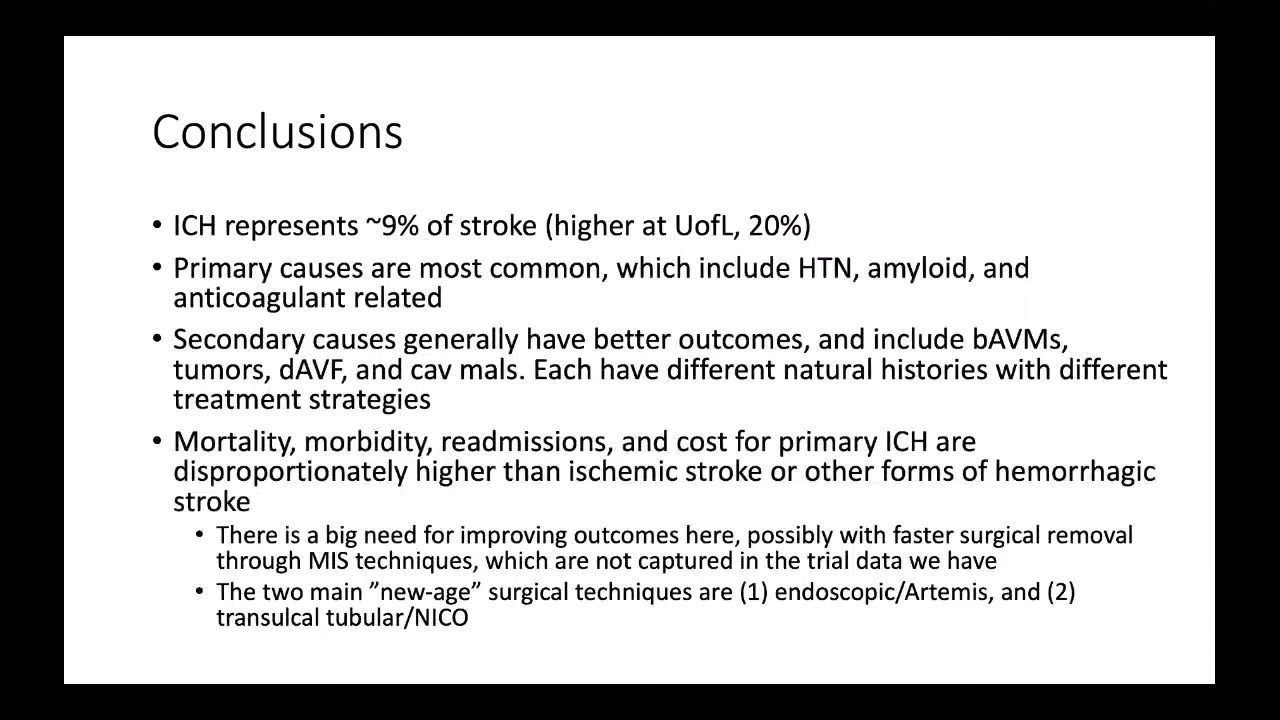 Conclusions
• ICH represents ~9% of stroke (higher at UofL, 20%)
• Primary causes are most common, which include HTN, amyloid, and
anticoagulant related
• Secondary causes generally have better outcomes, and include bAVMs,
tumors, dAVF, and cav mals. Each have different natural histories with different
treatment strategies
• Mortality, morbidity, readmissions, and cost for primary ICH are
disproportionately higher than ischemic stroke or other forms of hemorrhagic
stroke
• There is a big need for improving outcomes here, possibly with faster surgical removal
through MIS techniques, which are not captured in the trial data we have
• The two main ”new-age” surgical techniques are (1) endoscopic/Artemis, and (2)
transulcal tubular/NICO